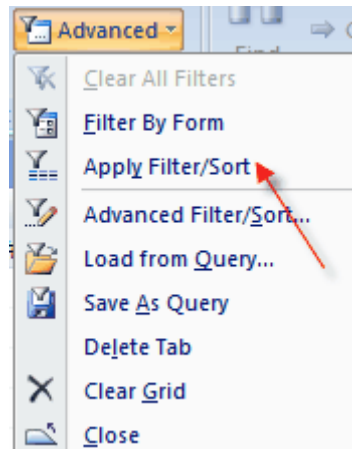 Advanced
Find
Clear All Filters
Filter By Form
Apply Filter/Sort
Advanced Filter/Sort...
Load from Query...
Save As Query
Delete Tab
Clear Grid
Close